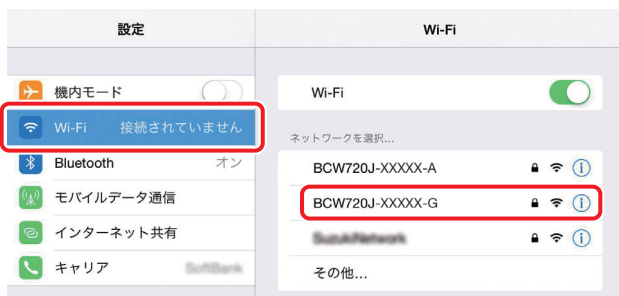 設定
機内モード
Wi-Fi 接続されていません
Bluetooth オン
モバイルデータ通信
インターネット共有
キャリア SoftBank
Wi-Fi
Wi-Fi
ネットワークを選択...
BCW720J-XXXXX-A
BCW720J-XXXXX-G
SuzukiNetwork
その他...